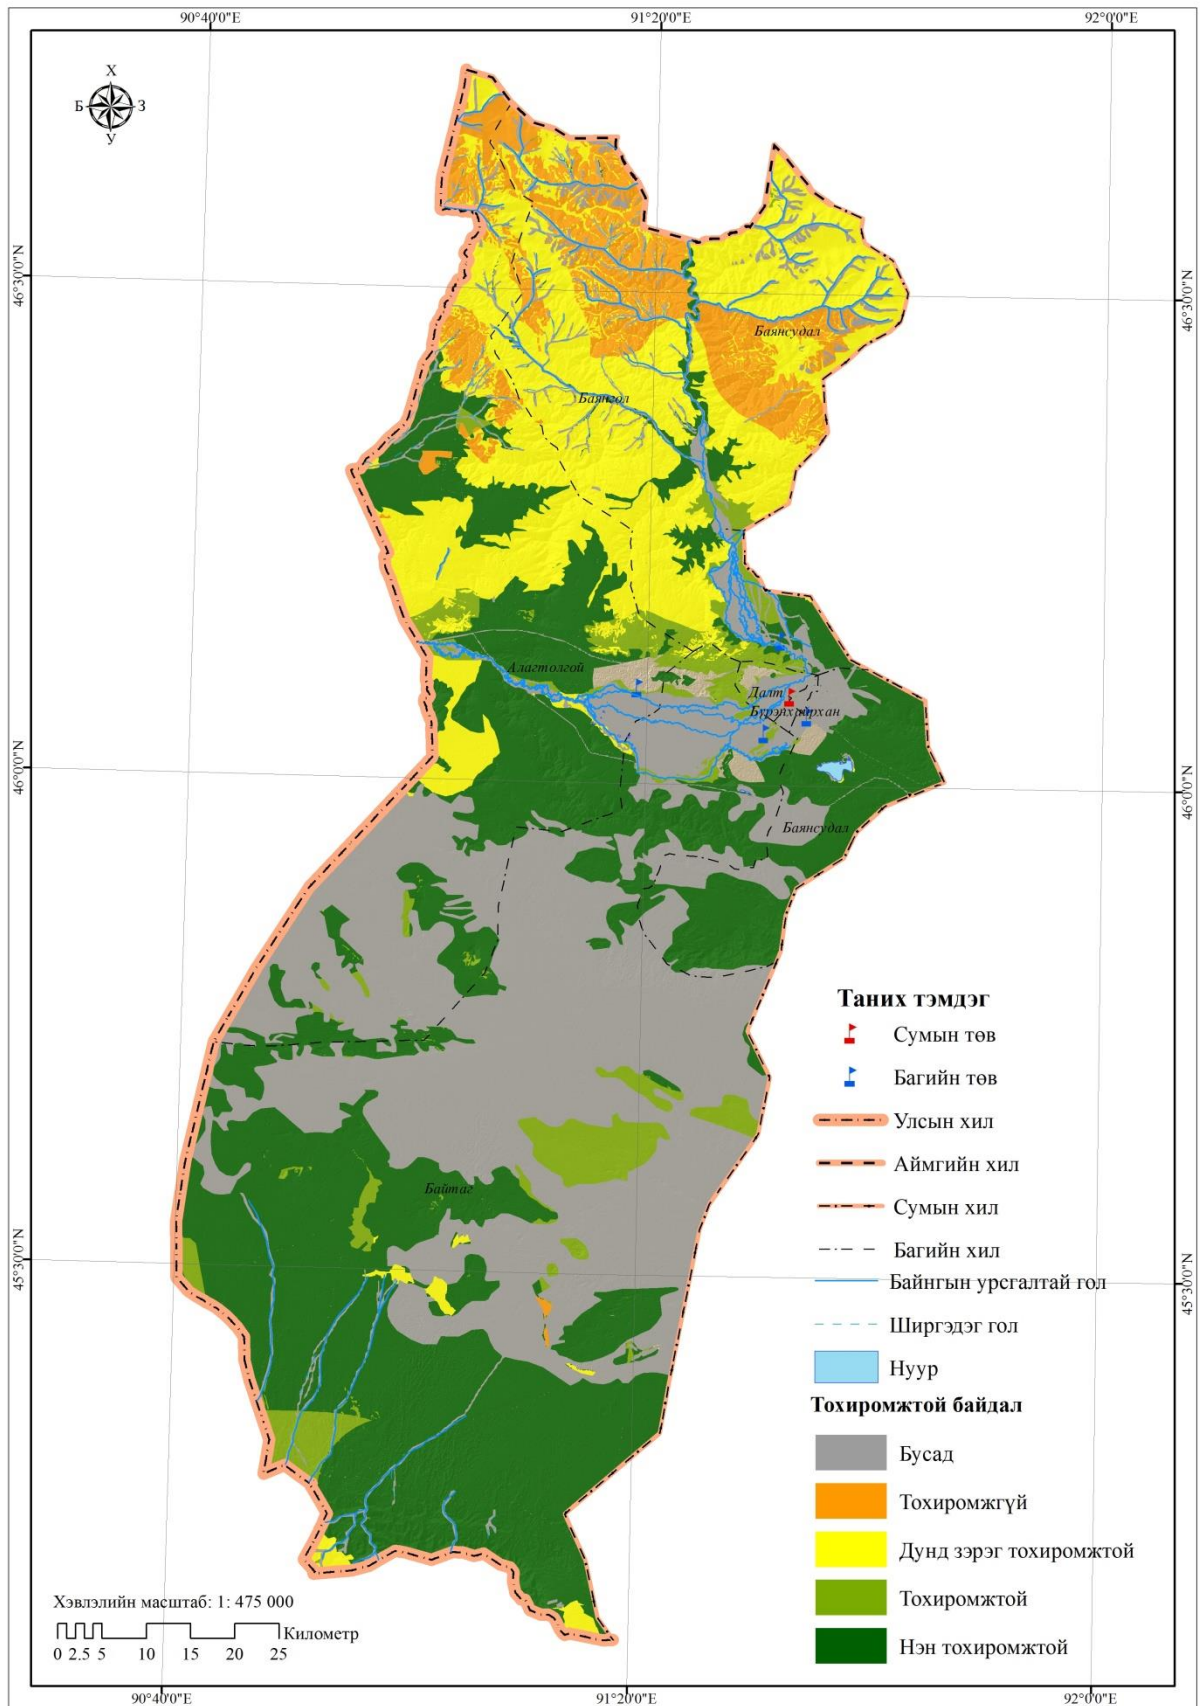 90°40'0"E
91°20'0"E
92°0'0"E
Х
Б
З
У
46°30'0"N
46°30'0"N
Баянсудал
Баянгол
Алагтолгой
Далт
Бүрэнхайрхан
46°0'0"N
46°0'0"N
Баянсудал
Байтаг
45°30'0"N
45°30'0"N
Таних тэмдэг
Сумын төв
Багийн төв
Улсын хил
Аймгийн хил
Сумын хил
Багийн хил
Байнгын урсгалтай гол
Ширгэдэг гол
Нуур
Тохиромжтой байдал
Бусад
Тохиромжгүй
Дунд зэрэг тохиромжтой
Тохиромжтой
Нэн тохиромжтой
Хэвлэлийн масштаб: 1: 475 000
Километр
0 2.5 5 10 15 20 25
90°40'0"E
91°20'0"E
92°0'0"E